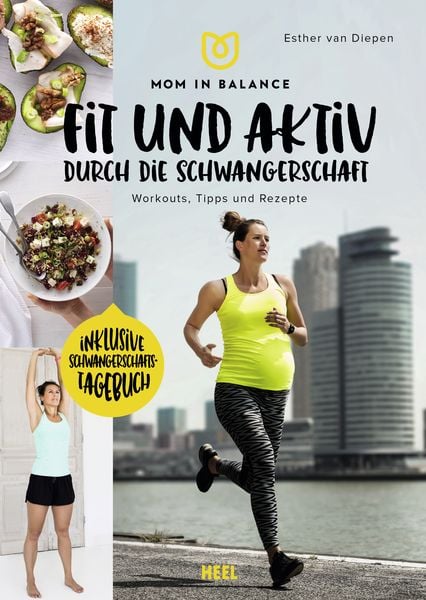 Esther van Diepen
MOM IN BALANCE
FIT UND AKTIV
DURCH DIE SCHWANGERSCHAFT
Workouts, Tipps und Rezepte
INKLUSIVE
SCHWANGERSCHAFTS-
TAGEBUCH
HEEL